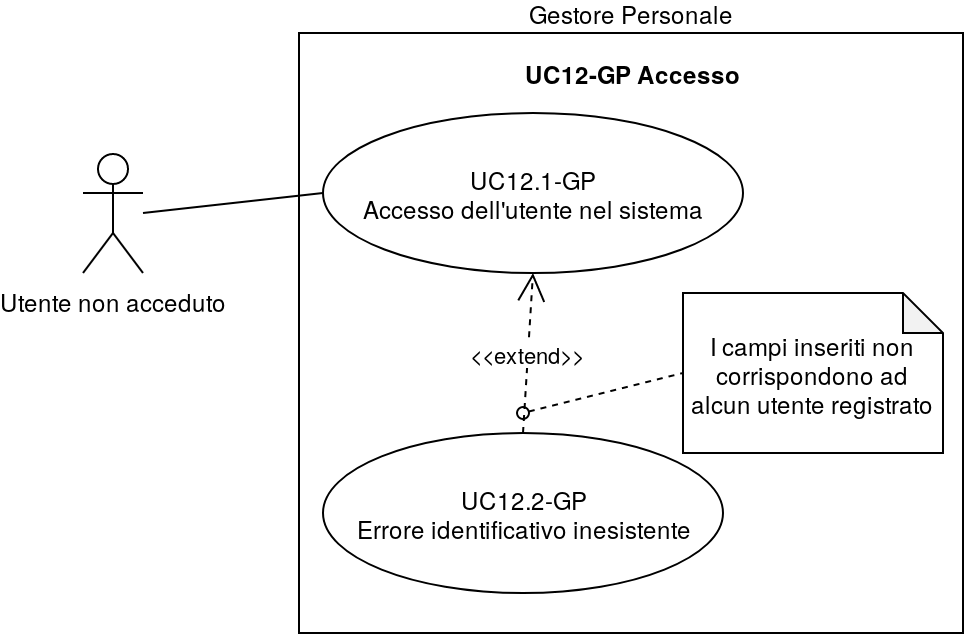 Gestore Personale
UC12-GP Accesso
UC12.1-GP
Accesso dell'utente nel sistema
Utente non acceduto
<<extend>>
I campi inseriti non
corrispondono ad
alcun utente registrato
UC12.2-GP
Errore identificativo inesistente